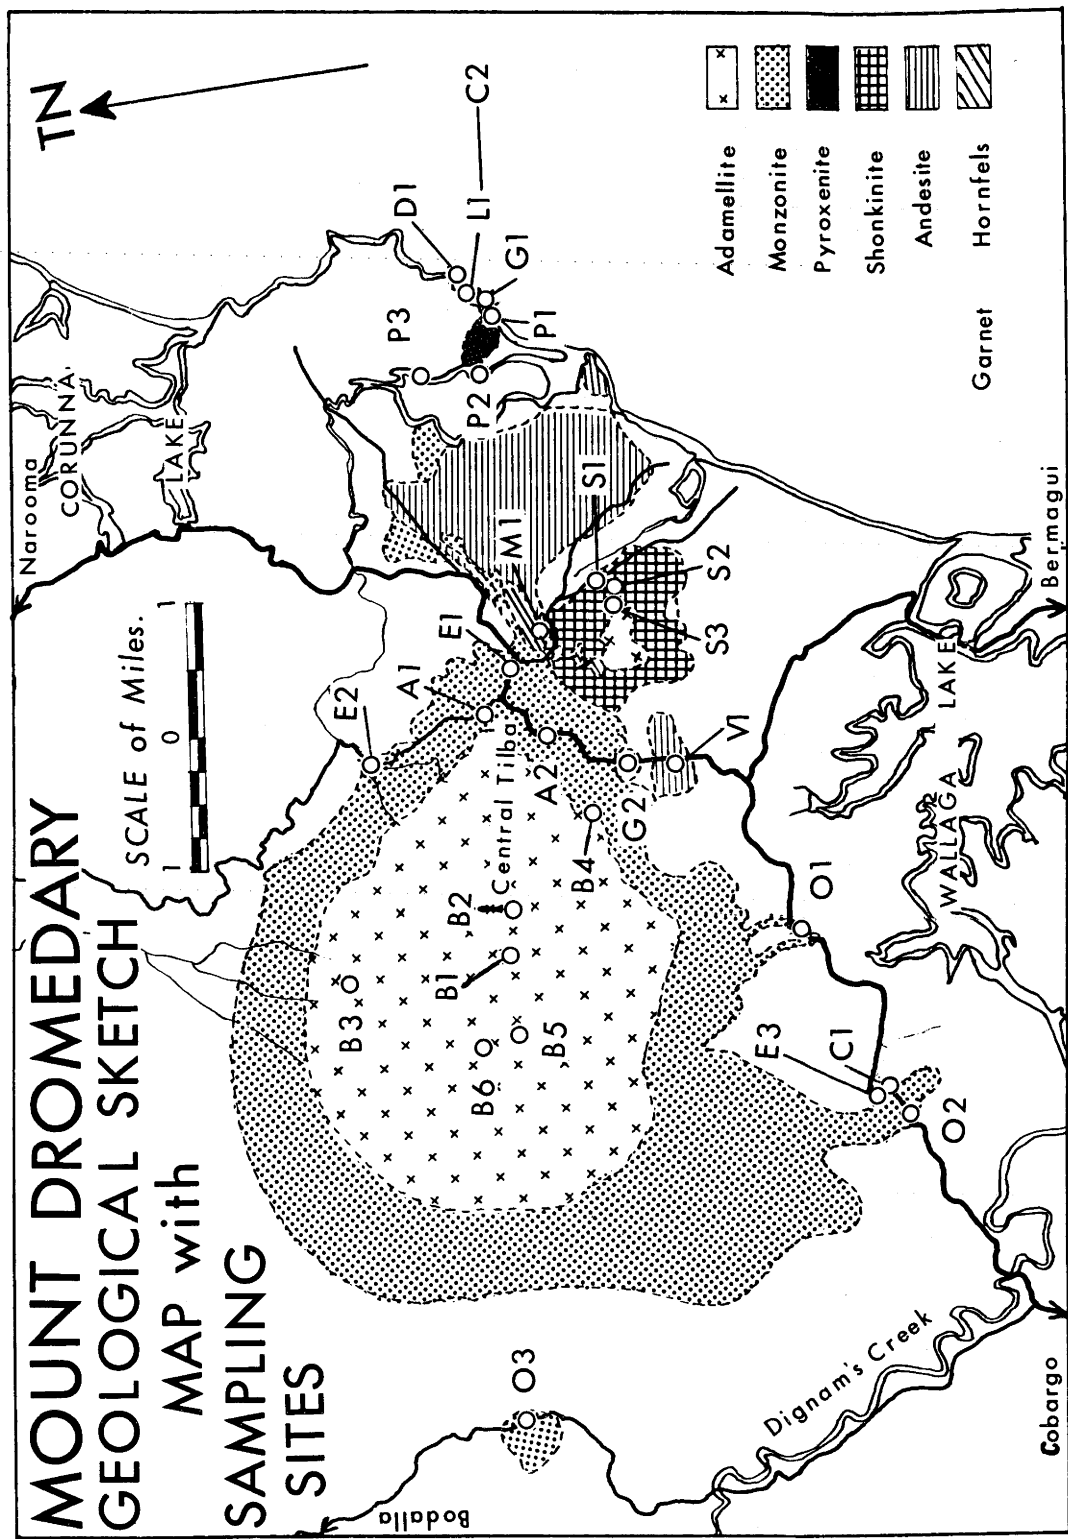 MOUNT DROMEDARY
GEOLOGICAL SKETCH
MAP with
SAMPLING
SITES
SCALE of Miles.
1 0 1
Narooma
CORUNNA
LAKE
TN
E2
A1
E1
M1
P3
D1
L1
C2
G1
P1
P2
S1
S2
S3
B3
B1
B2
B6
B5
Central Tilba
A2
B4
G2
V1
O3
E3
C1
O1
O2
WALLAGA
LAKE
Bodalla
Dignam's Creek
Cobargo
Bermagui
Adamellite
Monzonite
Pyroxenite
Shonkinite
Andesite
Garnet Hornfels